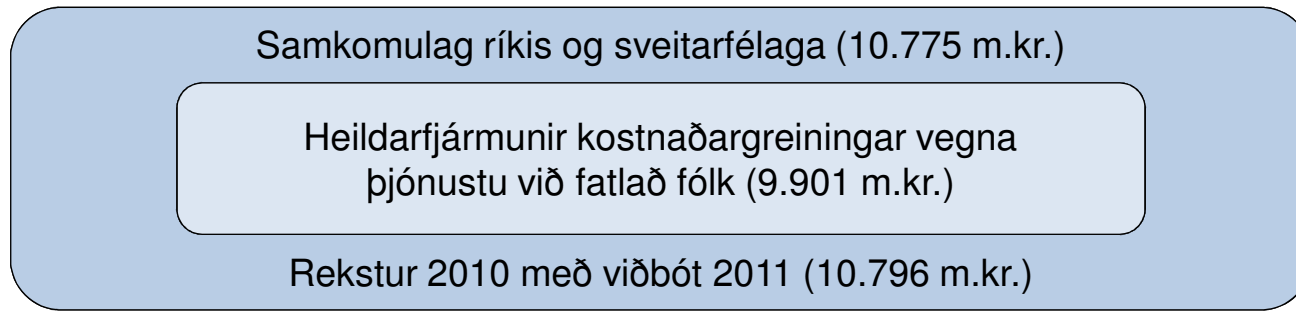 Samkomulag ríkis og sveitarfélaga (10.775 m.kr.)
Heildarfjármunir kostnaðargreiningar vegna
þjónustu við fatlað fólk (9.901 m.kr.)
Rekstur 2010 með viðbót 2011 (10.796 m.kr.)